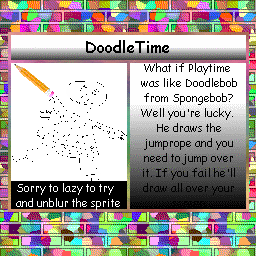 DoodleTime
What if Playtime
was like Doodlebob
from Spongebob?
Well you're lucky.
He draws the
jumprope and you
need to jump over
it. If you fail he'll
draw all over your
Sorry to lazy to try
and unblur the sprite